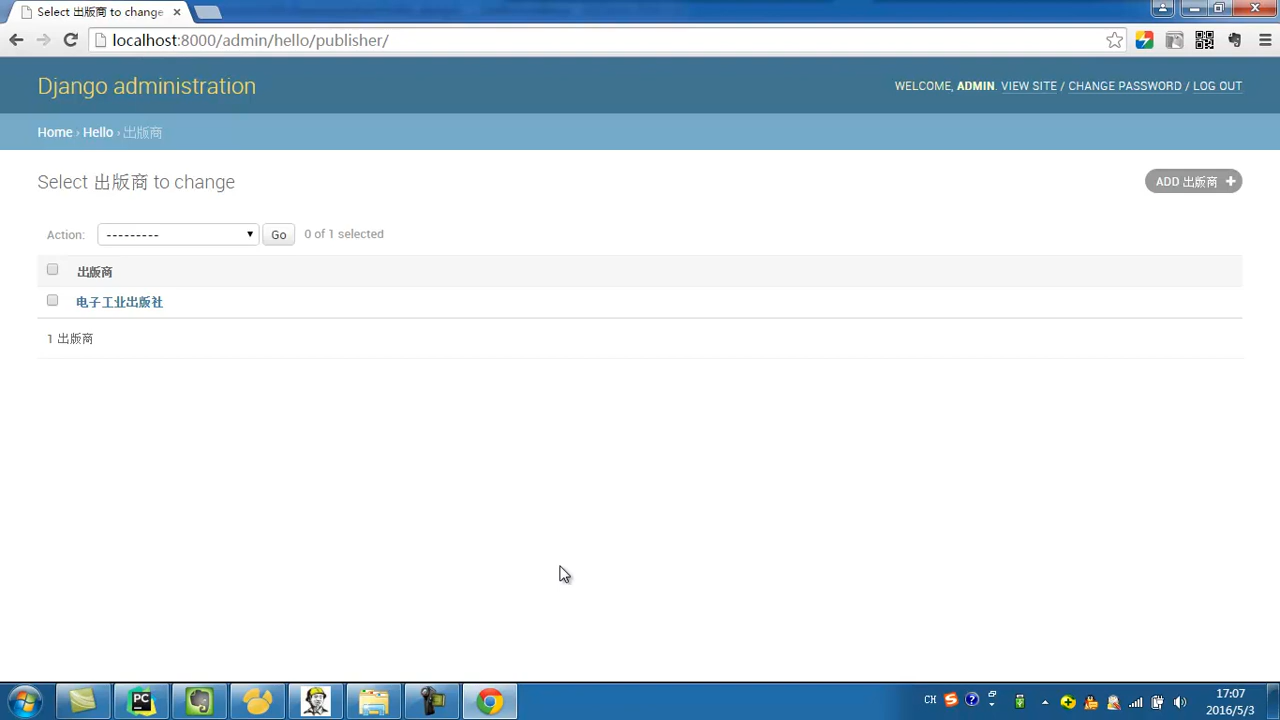 Select 出版商 to change
localhost:8000/admin/hello/publisher/
Django administration
WELCOME, ADMIN. VIEW SITE / CHANGE PASSWORD / LOG OUT
Home › Hello › 出版商
Select 出版商 to change
ADD 出版商 +
Action: --------- Go 0 of 1 selected
出版商
电子工业出版社
1 出版商
PC
CH
17:07
2016/5/3